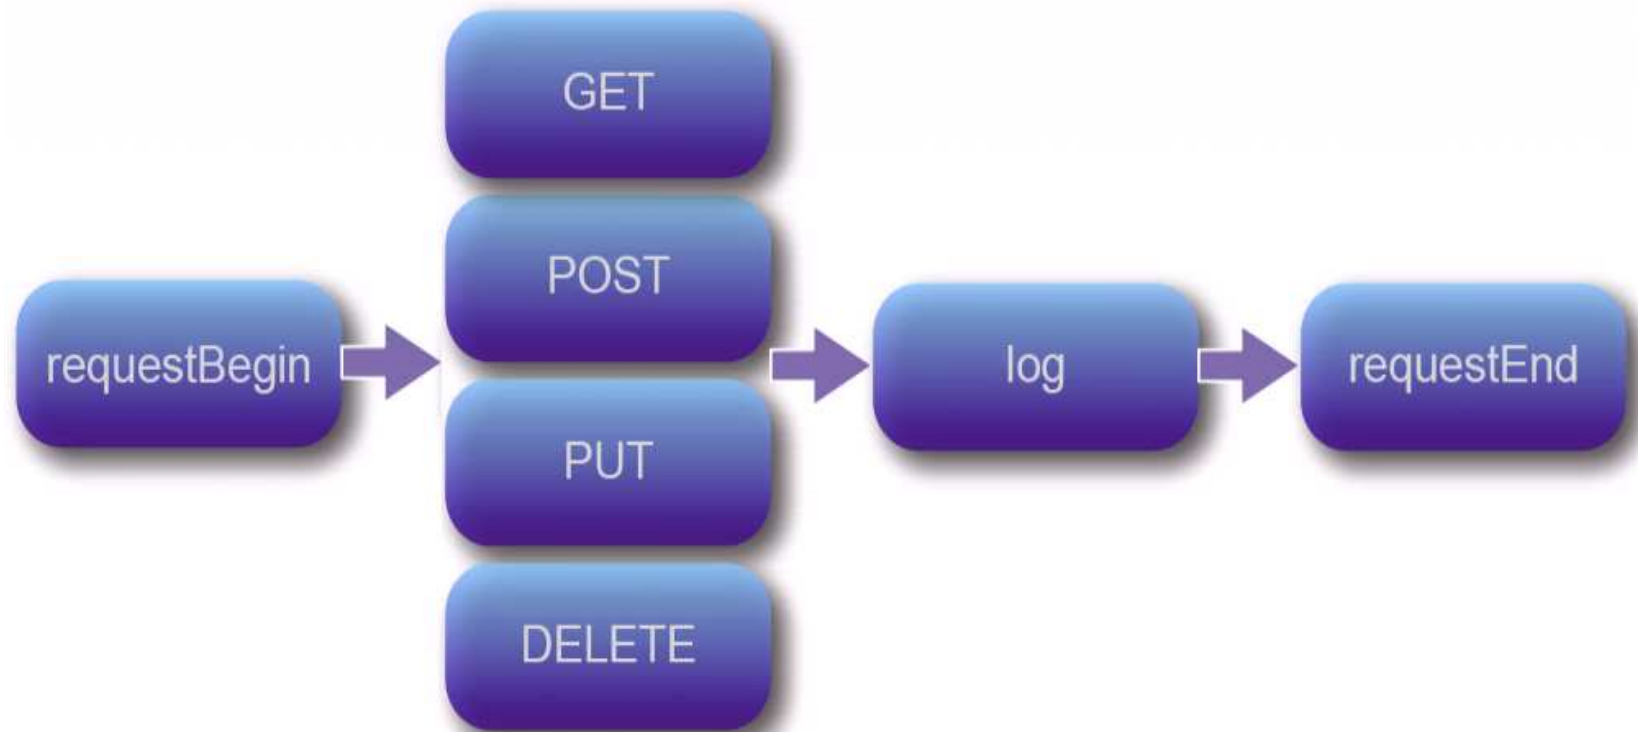 requestBegin
GET
POST
PUT
DELETE
log
requestEnd